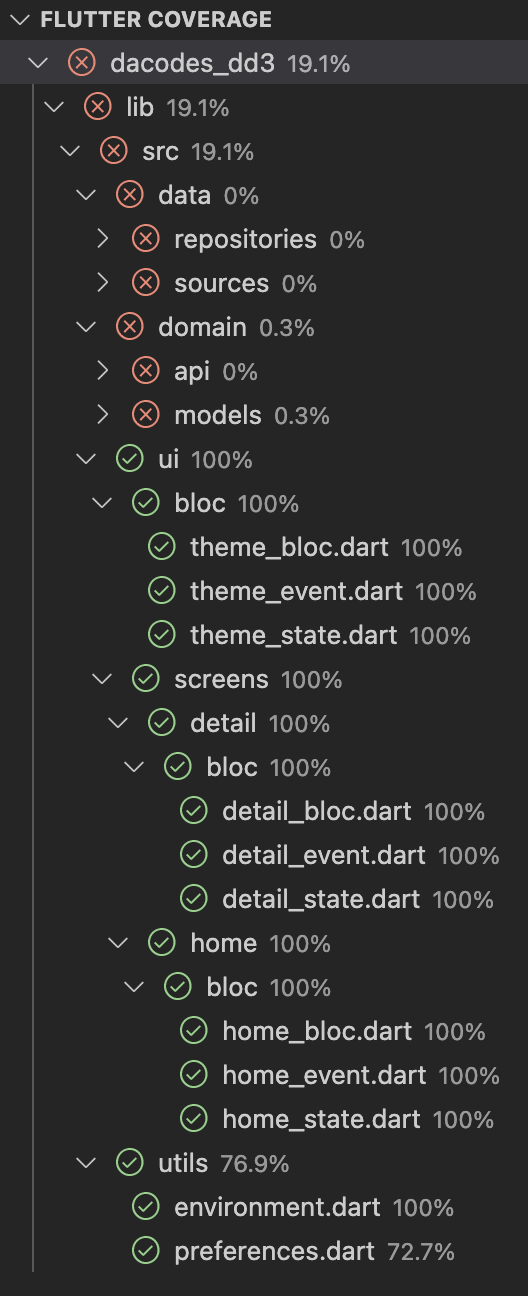 FLUTTER COVERAGE
dacodes_dd3 19.1%
lib 19.1%
src 19.1%
data 0%
repositories 0%
sources 0%
domain 0.3%
api 0%
models 0.3%
ui 100%
bloc 100%
theme_bloc.dart 100%
theme_event.dart 100%
theme_state.dart 100%
screens 100%
detail 100%
bloc 100%
detail_bloc.dart 100%
detail_event.dart 100%
detail_state.dart 100%
home 100%
bloc 100%
home_bloc.dart 100%
home_event.dart 100%
home_state.dart 100%
utils 76.9%
environment.dart 100%
preferences.dart 72.7%